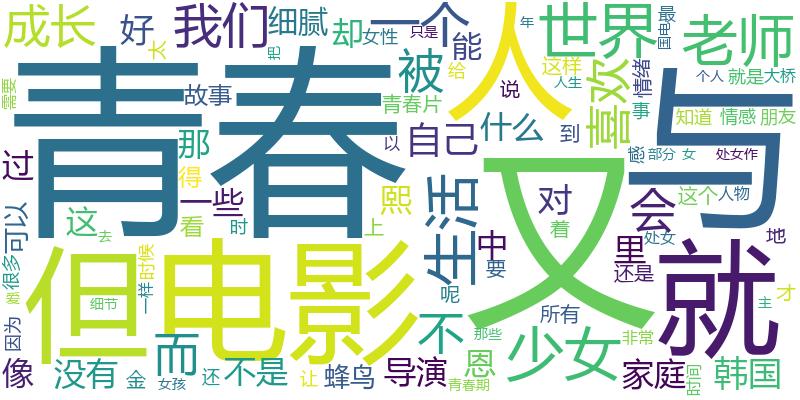 成长
好
我们
细腻
却
一个
能
人
世界
国电
最
老师
太
把
女性
只是
年
给
这样
人生
情绪
个人
就是
大桥
需要
青春
故事
青春片
被
说
喜欢
事
知道
情感
朋友
与
那
以
自己
什么
到
感
部分
女
处女作
过
得
一些
熙
生活
又
对
会
这个
人物
可以
这
看
时
上
着
里
处女
地
去
中
要
还是
就
很多
但
时候
电影
一样
呢
所有
细节
主
才
因为
不
那些
非常
而
恩
少女
像
没有
金
女孩
还
不是
让
蜂鸟
导演
青春期
家庭
时间
韩国